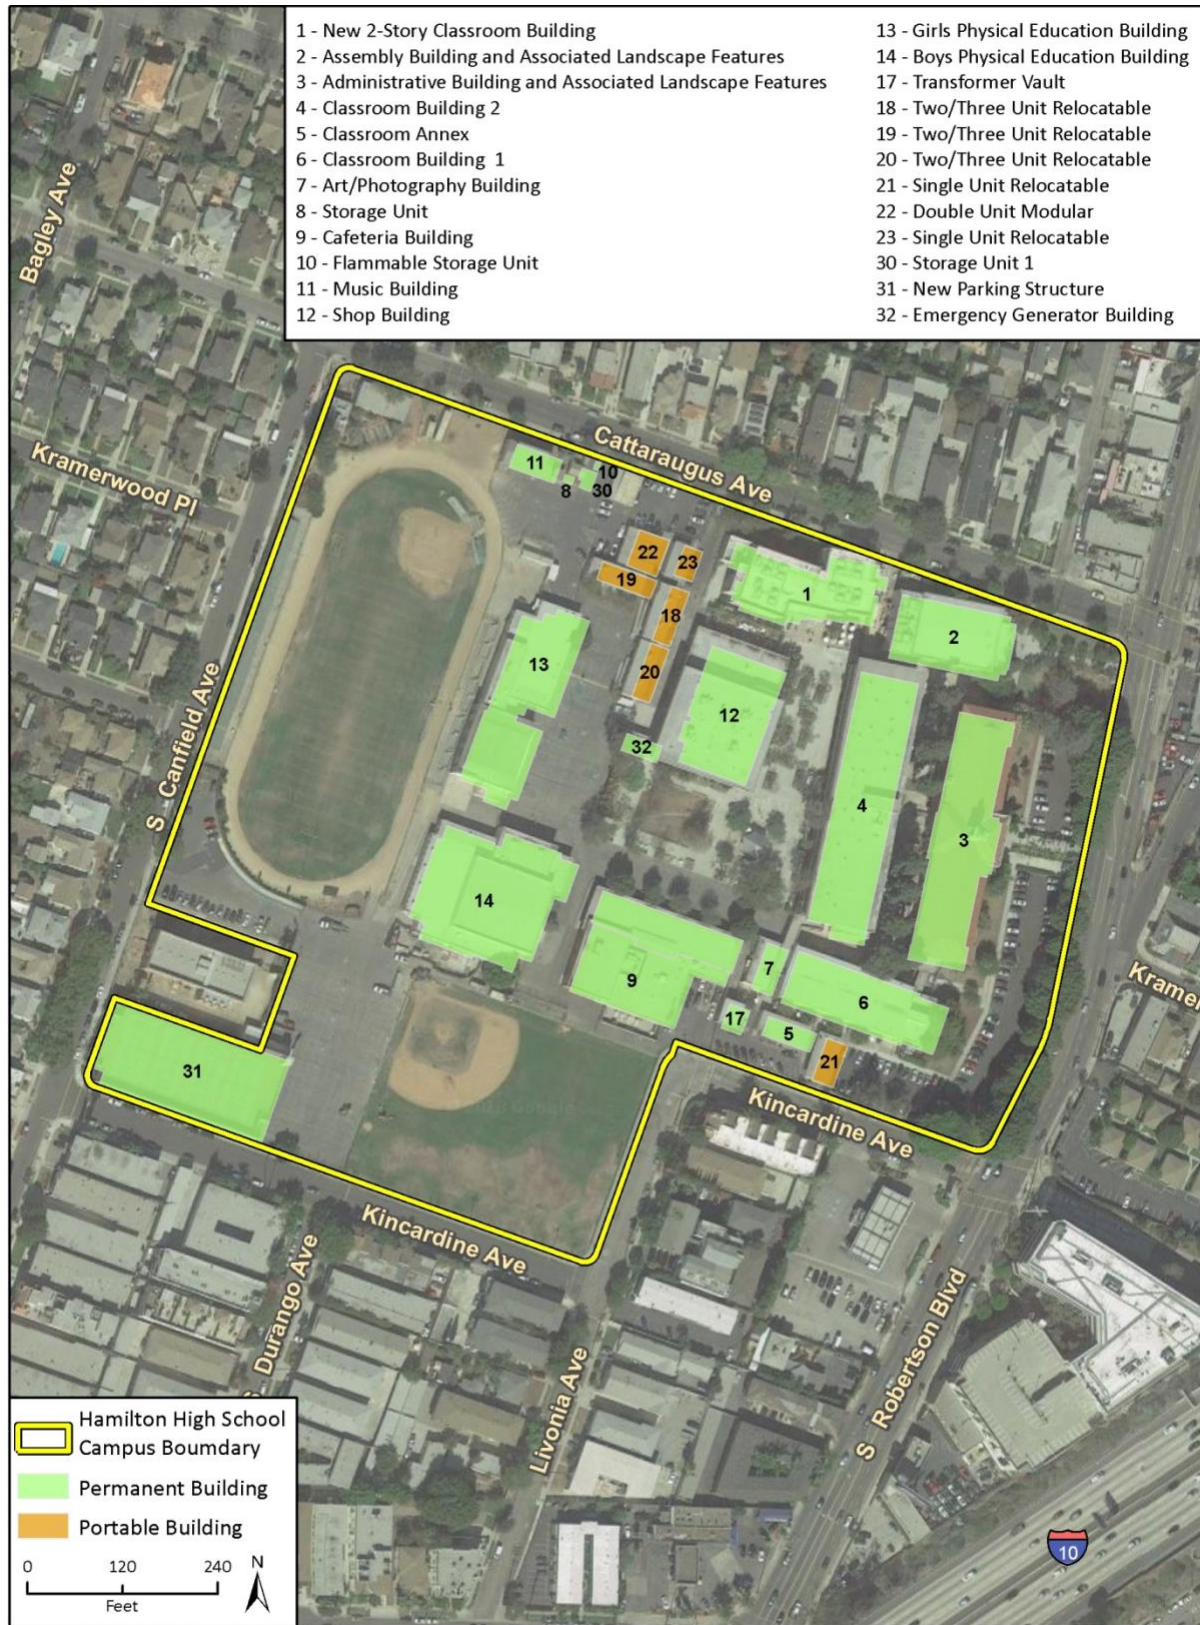 1 - New 2-Story Classroom Building
2 - Assembly Building and Associated Landscape Features
3 - Administrative Building and Associated Landscape Features
4 - Classroom Building 2
5 - Classroom Annex
6 - Classroom Building 1
7 - Art/Photography Building
8 - Storage Unit
9 - Cafeteria Building
10 - Flammable Storage Unit
11 - Music Building
12 - Shop Building
13 - Girls Physical Education Building
14 - Boys Physical Education Building
17 - Transformer Vault
18 - Two/Three Unit Relocatable
19 - Two/Three Unit Relocatable
20 - Two/Three Unit Relocatable
21 - Single Unit Relocatable
22 - Double Unit Modular
23 - Single Unit Relocatable
30 - Storage Unit 1
31 - New Parking Structure
32 - Emergency Generator Building
Bagley Ave
Kramerwood Pl
Cattaraugus Ave
11
8
10
30
22
23
19
18
1
2
13
20
12
32
S Canfield Ave
4
3
14
9
7
6
17
5
21
31
Kramer
Kincardine Ave
Kincardine Ave
S Durango Ave
Livonia Ave
S Robertson Blvd
10
Hamilton High School
Campus Boumdary
Permanent Building
Portable Building
0 120 240
Feet
N